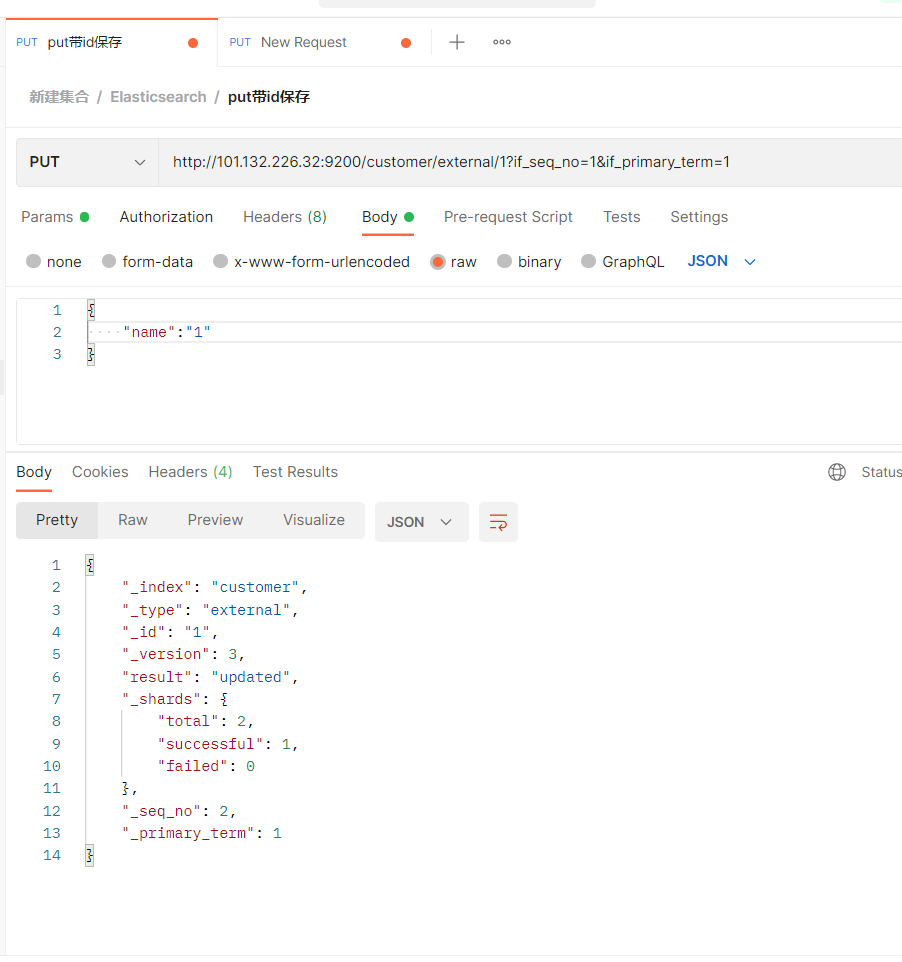 PUT put带id保存 PUT New Request
新建集合 / Elasticsearch / put带id保存
PUT http://101.132.226.32:9200/customer/external/1?if_seq_no=1&if_primary_term=1
Params Authorization Headers (8) Body Pre-request Script Tests Settings
none form-data x-www-form-urlencoded raw binary GraphQL JSON
1 {
2 ····"name":"1"
3 }
Body Cookies Headers (4) Test Results Status
Pretty Raw Preview Visualize JSON
1 {
2 "_index": "customer",
3 "_type": "external",
4 "_id": "1",
5 "_version": 3,
6 "result": "updated",
7 "_shards": {
8 "total": 2,
9 "successful": 1,
10 "failed": 0
11 },
12 "_seq_no": 2,
13 "_primary_term": 1
14 }